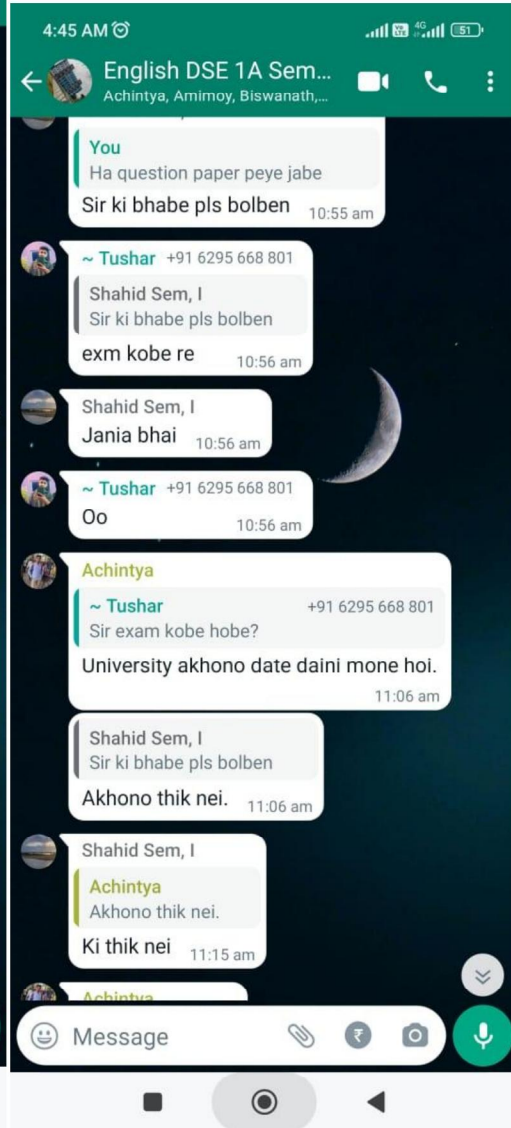 4:45 AM
4G
51
English DSE 1A Sem...
Achintya, Amimoy, Biswanath,...
You
Ha question paper peye jabe
Sir ki bhabe pls bolben 10:55 am
~ Tushar +91 6295 668 801
Shahid Sem, I
Sir ki bhabe pls bolben
exm kobe re 10:56 am
Shahid Sem, I
Jania bhai 10:56 am
~ Tushar +91 6295 668 801
Oo 10:56 am
Achintya
~ Tushar +91 6295 668 801
Sir exam kobe hobe?
University akhono date daini mone hoi.
11:06 am
Shahid Sem, I
Sir ki bhabe pls bolben
Akhono thik nei. 11:06 am
Shahid Sem, I
Achintya
Akhono thik nei.
Ki thik nei 11:15 am
Achintya
Message